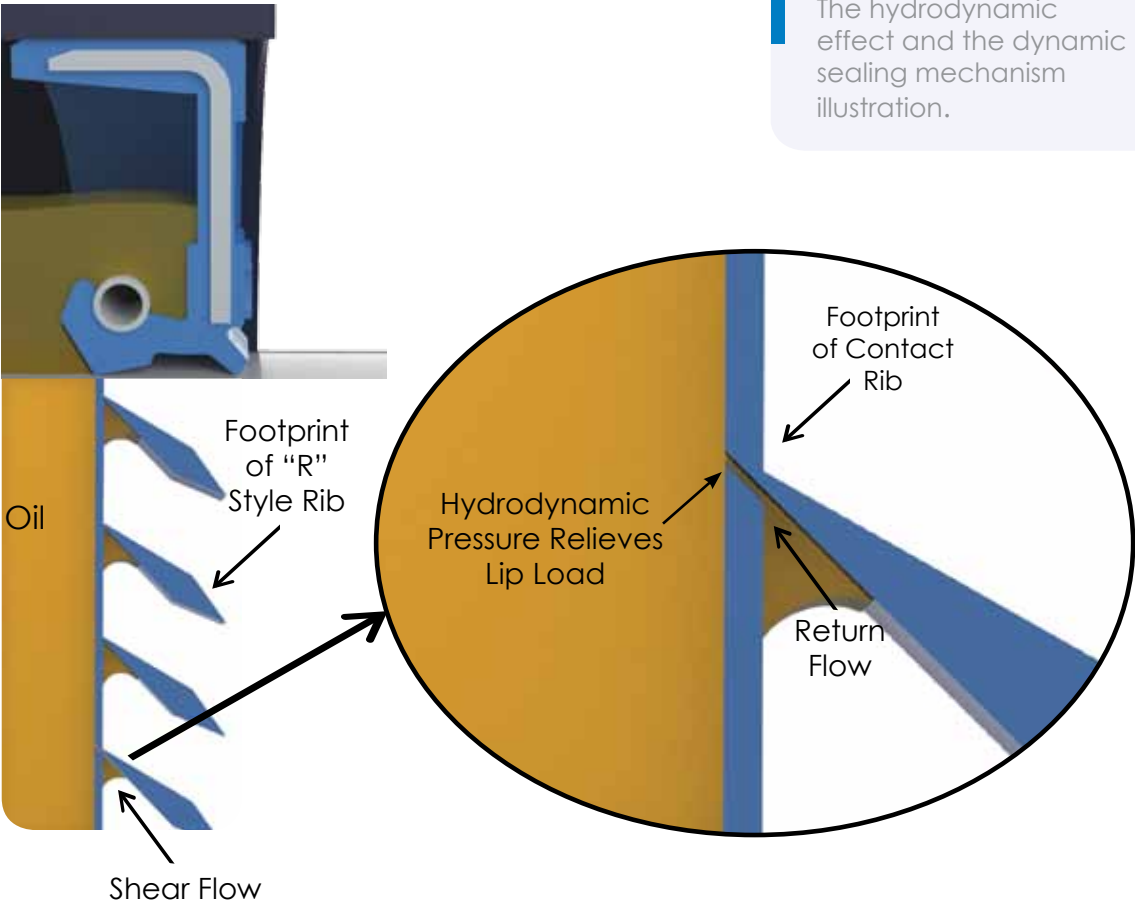 The hydrodynamic
effect and the dynamic
sealing mechanism
illustration.
Footprint
of Contact
Rib
Footprint
of “R”
Style Rib
Oil
Hydrodynamic
Pressure Relieves
Lip Load
Return
Flow
Shear Flow